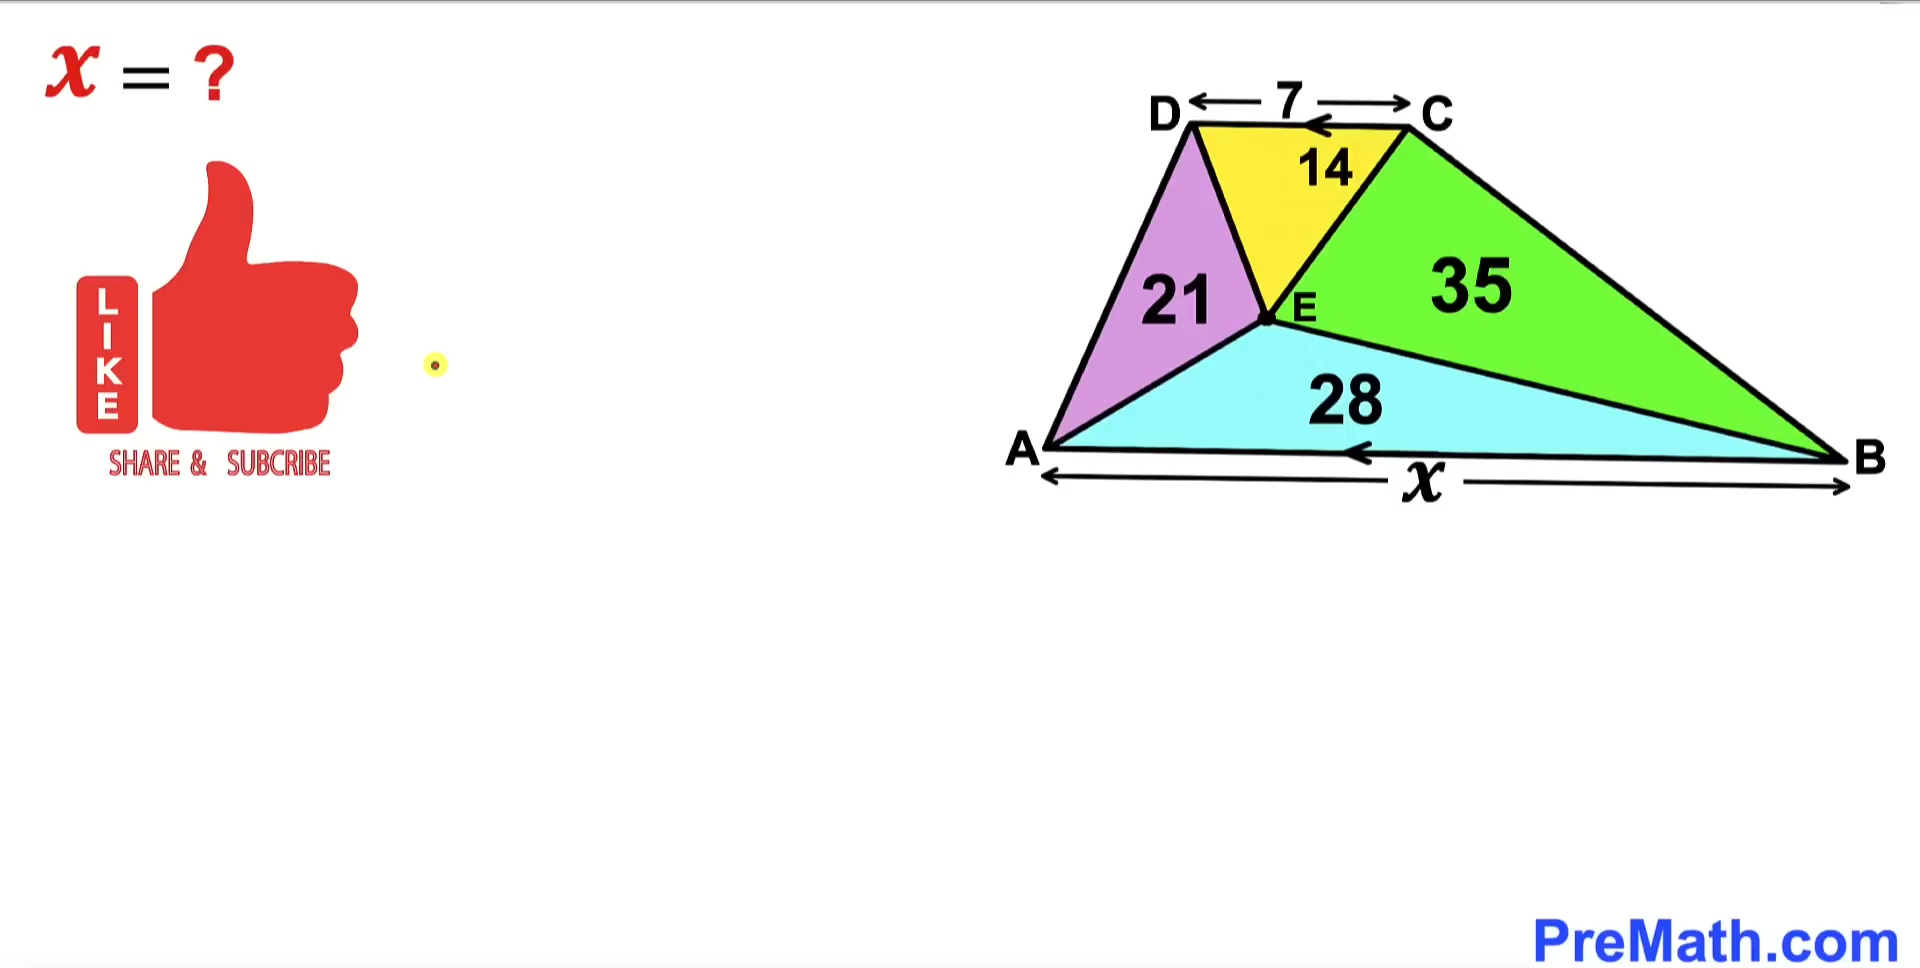 x = ?
D 7 C
14
21 E 35
28
A x B
LIKE
SHARE & SUBCRIBE
PreMath.com